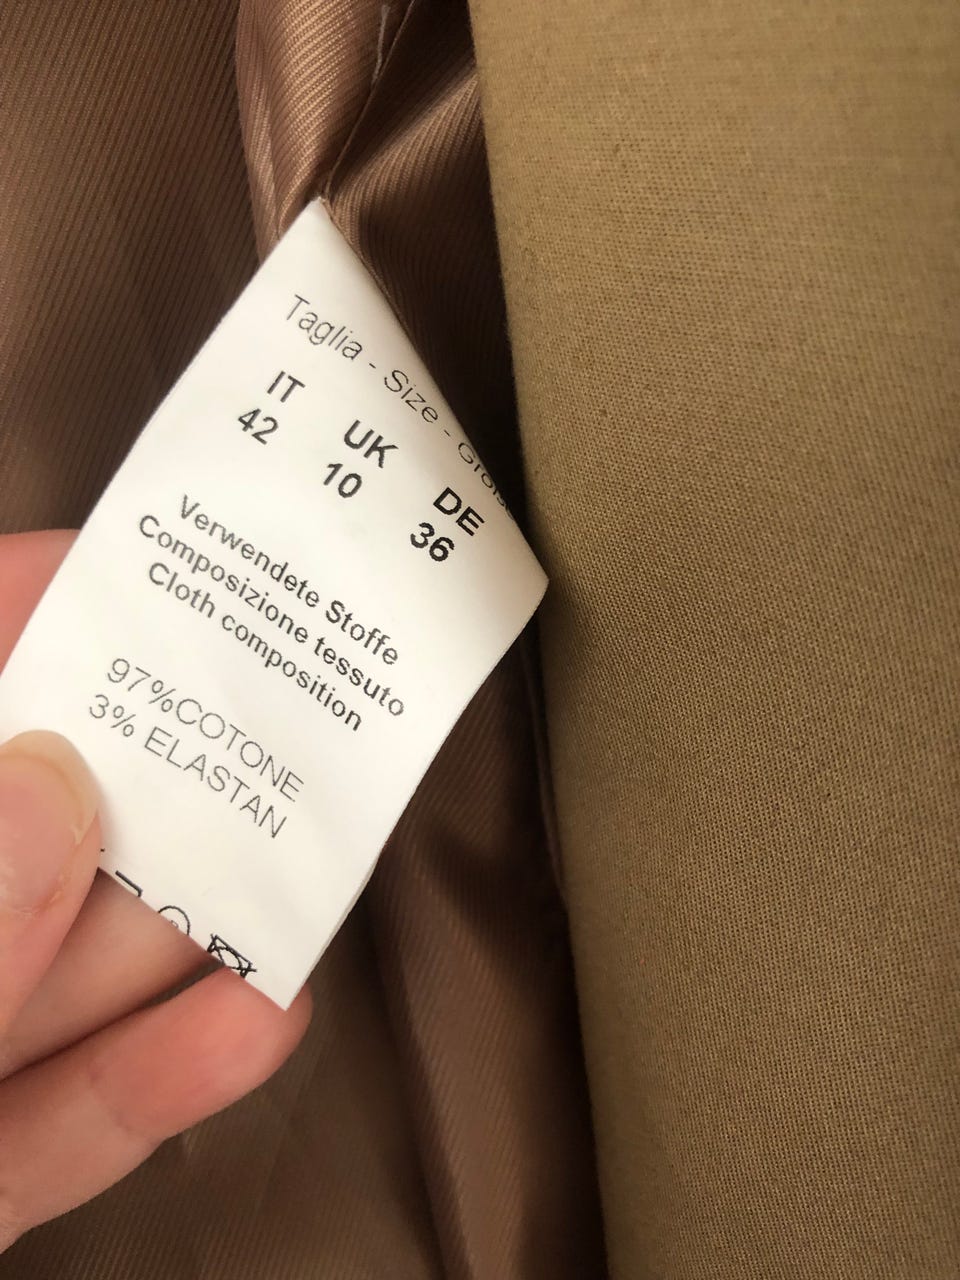 Taglia - Size -
IT UK DE
42 10 36
Verwendete Stoffe
Composizione tessuto
Cloth composition
97%COTONE
3% ELASTAN